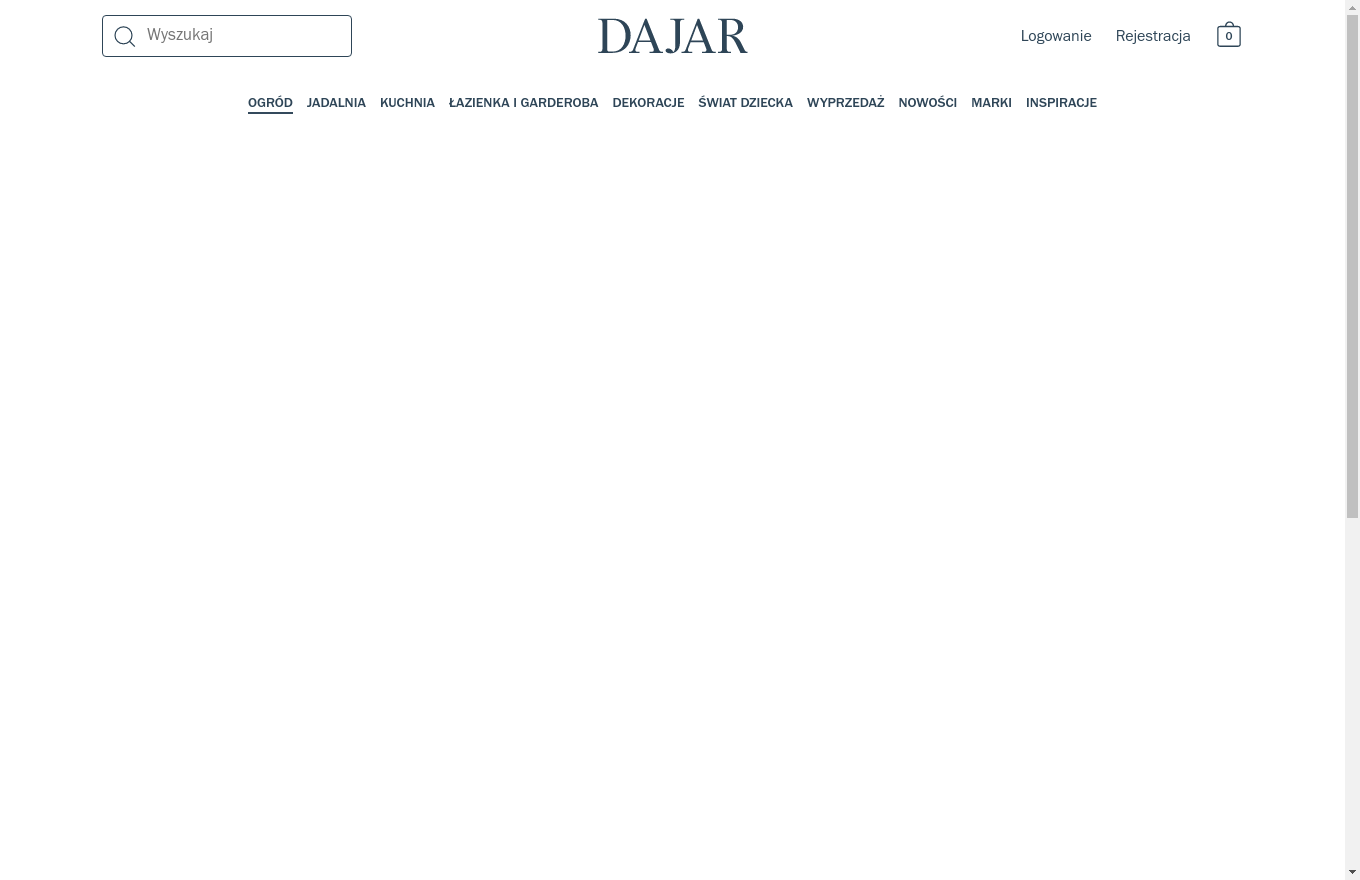 Wyszukaj
DAJAR
Logowanie
Rejestracja
0
OGRÓD JADALNIA KUCHNIA ŁAZIENKA I GARDEROBA DEKORACJE ŚWIAT DZIECKA WYPRZEDAŻ NOWOŚCI MARKI INSPIRACJE